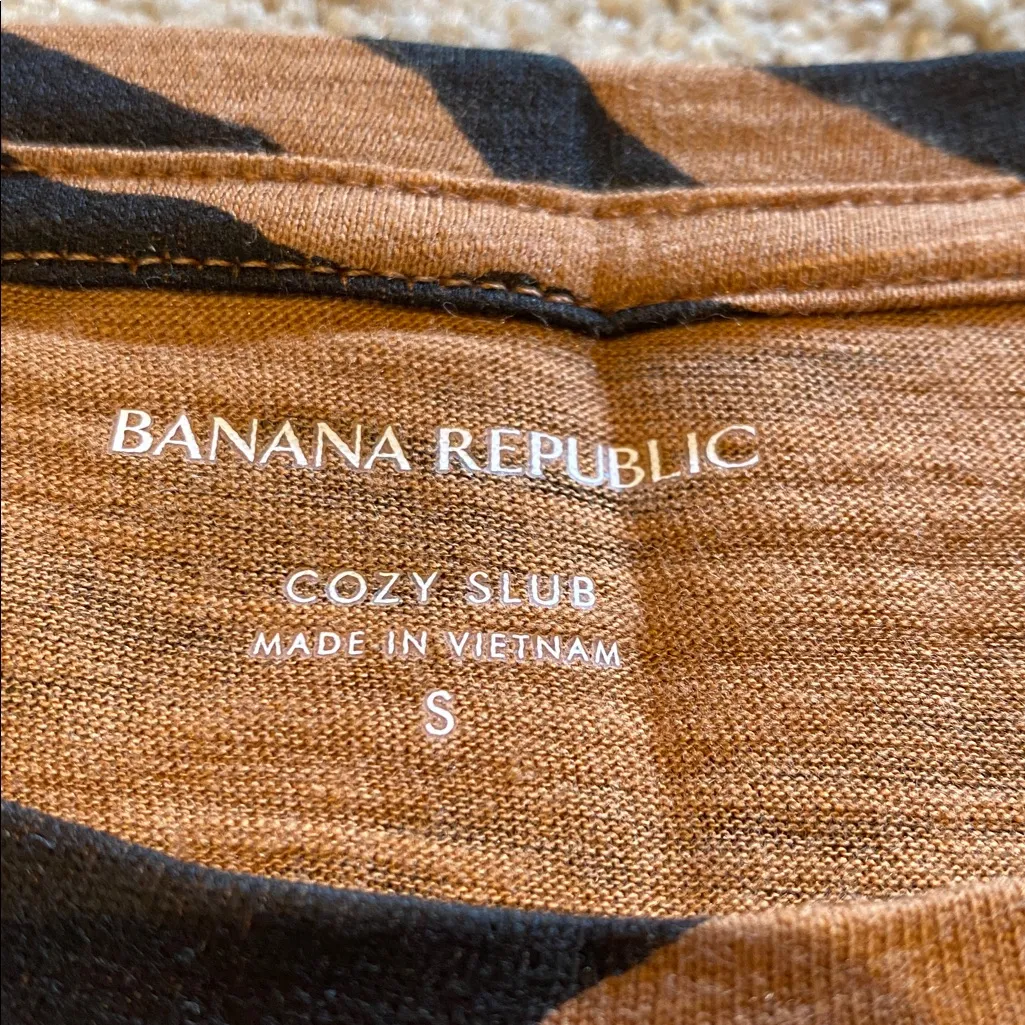 BANANA REPUBLIC
COZY SLUB
MADE IN VIETNAM
S